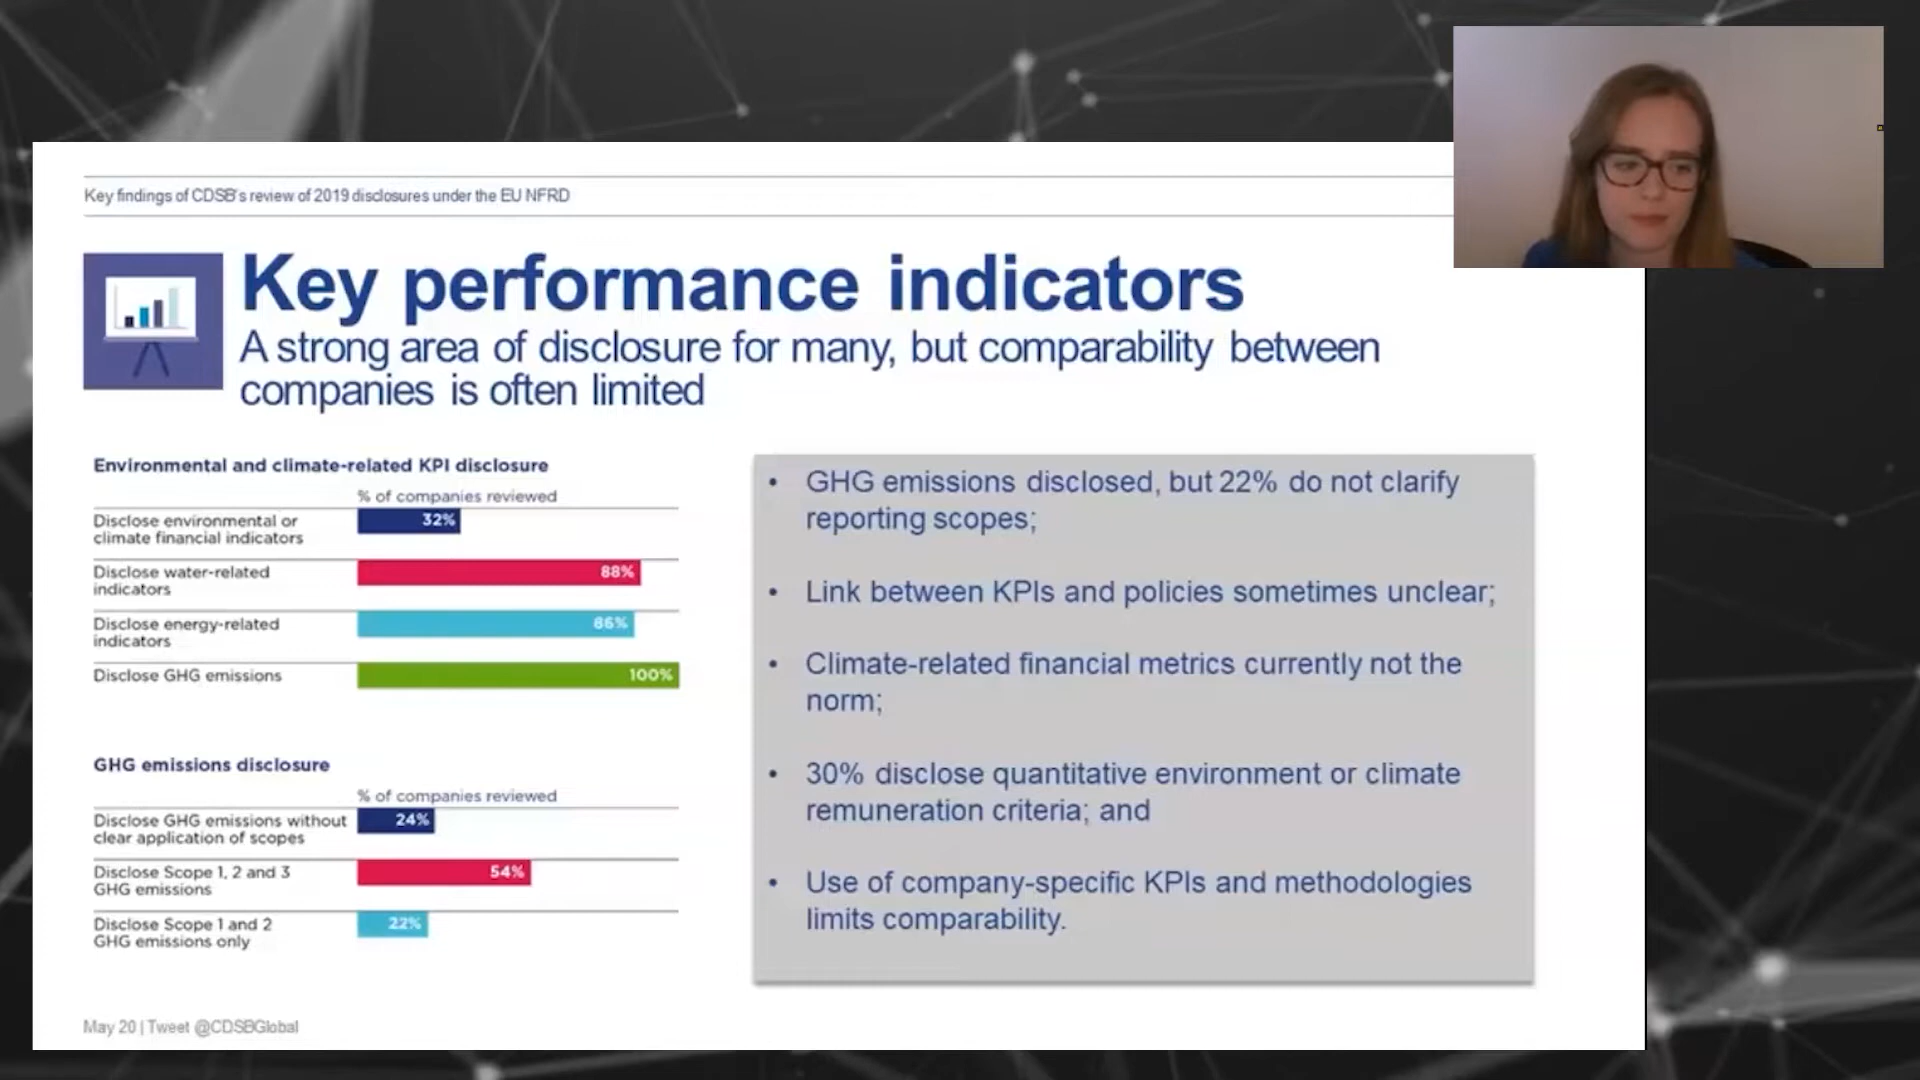 Key findings of CDSB's review of 2019 disclosures under the EU NFRD
Key performance indicators
A strong area of disclosure for many, but comparability between
companies is often limited
Environmental and climate-related KPI disclosure
% of companies reviewed
Disclose environmental or
climate financial indicators
32%
Disclose water-related
indicators
88%
Disclose energy-related
indicators
86%
Disclose GHG emissions
100%
GHG emissions disclosure
% of companies reviewed
Disclose GHG emissions without
clear application of scopes
24%
Disclose Scope 1, 2 and 3
GHG emissions
54%
Disclose Scope 1 and 2
GHG emissions only
22%
• GHG emissions disclosed, but 22% do not clarify
reporting scopes;
• Link between KPIs and policies sometimes unclear;
• Climate-related financial metrics currently not the
norm;
• 30% disclose quantitative environment or climate
remuneration criteria; and
• Use of company-specific KPIs and methodologies
limits comparability.
May 20 | Tweet @CDSBGlobal